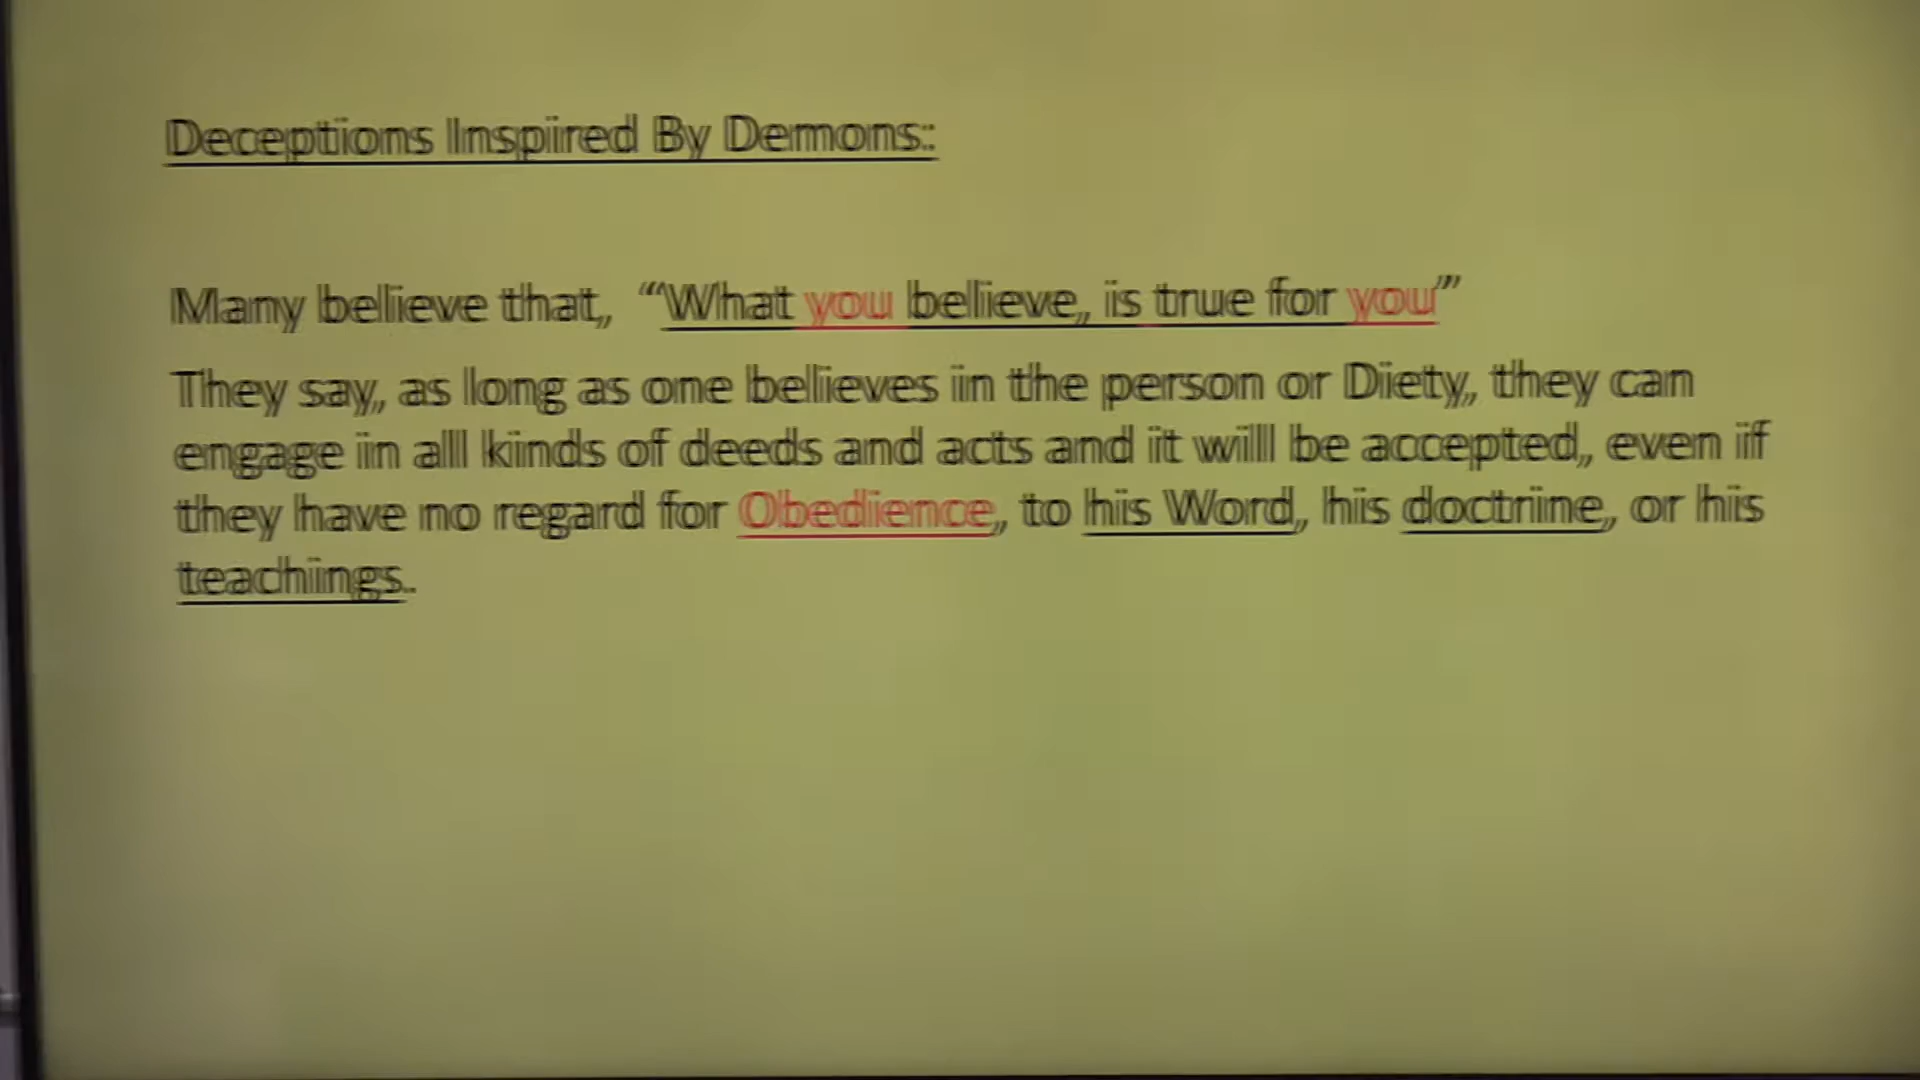 Deceptions Inspired By Demons:
Many believe that, “What you believe, is true for you”
They say, as long as one believes in the person or Diety, they can
engage in all kinds of deeds and acts and it will be accepted, even if
they have no regard for Obedience, to his Word, his doctrine, or his
teachings.